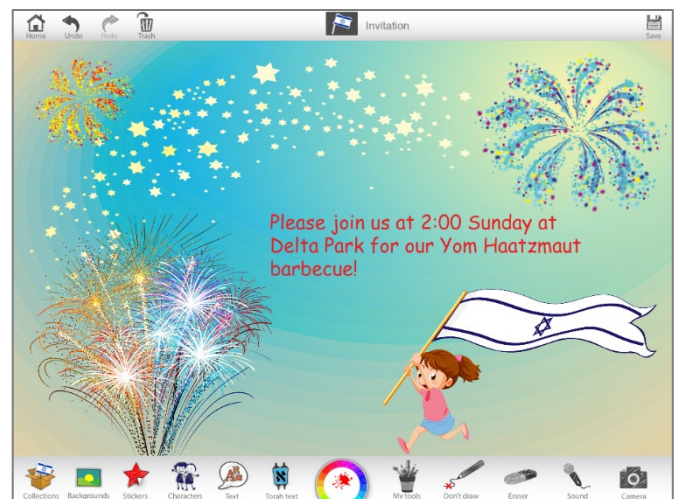 Home
Undo
Redo
Trash
Invitation
Save
Please join us at 2:00 Sunday at
Delta Park for our Yom Haatzmaut
barbecue!
Collections
Backgrounds
Stickers
Characters
Text
Torah text
My tools
Don't draw
Eraser
Sound
Camera